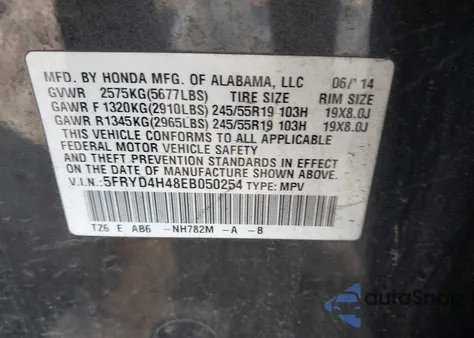 MFD. BY HONDA MFG. OF ALABAMA, LLC 06/'14
GVWR 2575KG(5677LBS) TIRE SIZE RIM SIZE
GAWR F 1320KG(2910LBS) 245/55R19 103H 19X8.0J
GAWR R 1345KG(2965LBS) 245/55R19 103H 19X8.0J
THIS VEHICLE CONFORMS TO ALL APPLICABLE
FEDERAL MOTOR VEHICLE SAFETY, BUMPER,
AND THEFT PREVENTION STANDARDS IN EFFECT ON
THE DATE OF MANUFACTURE SHOWN ABOVE.
V.I.N.: 5FRYD4H48EB050254 TYPE: MPV
TZ6 E AB6 -NH782M -A -B
autoSnap